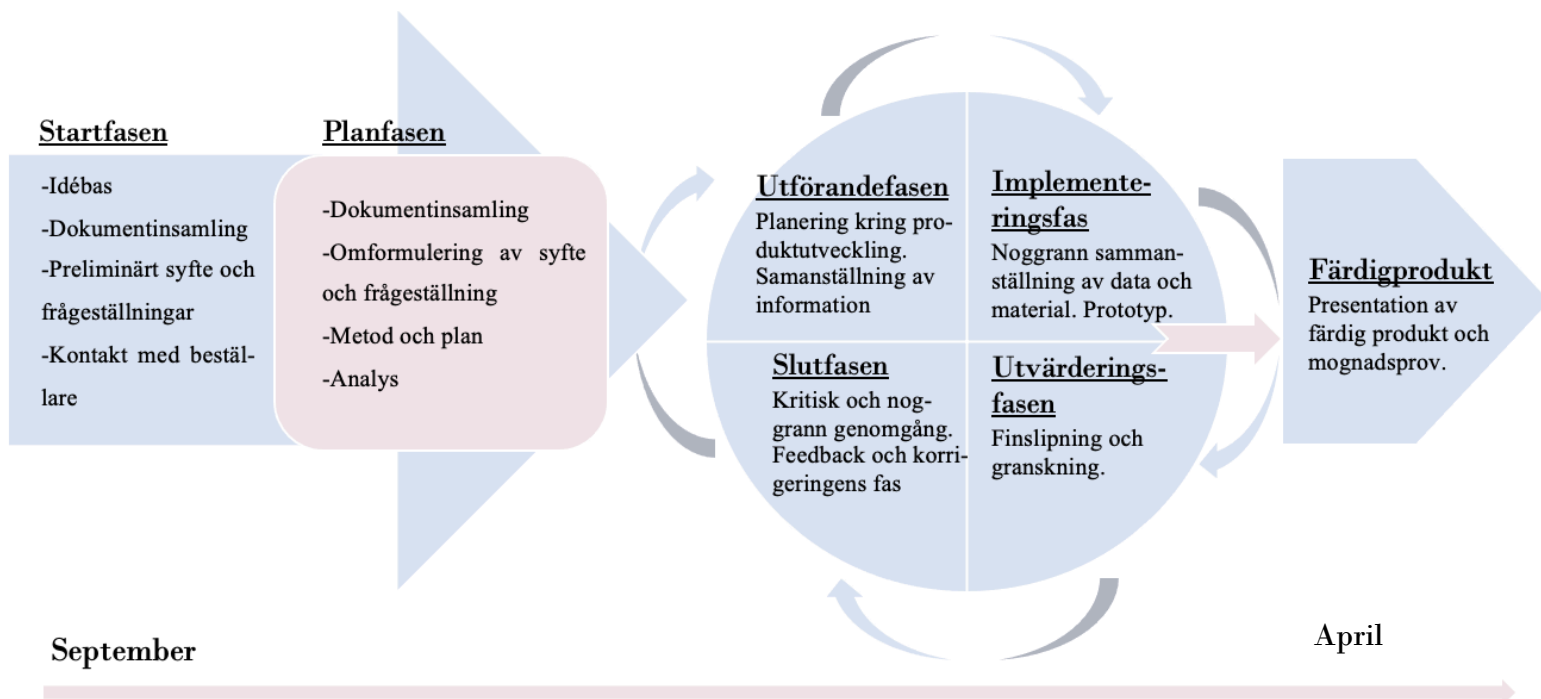 Startfasen
-Idébas
-Dokumentinsamling
-Preliminärt syfte och
frågeställningar
-Kontakt med bestäl-
lare
Planfasen
-Dokumentinsamling
-Omformulering av syfte
och frågeställning
-Metod och plan
-Analys
Utförandefasen
Planering kring pro-
duktutveckling.
Samanställning av
information
Implemente-
ringsfas
Noggrann samman-
ställning av data och
material. Prototyp.
Slutfasen
Kritisk och nog-
grann genomgång.
Feedback och korri-
geringens fas
Utvärderings-
fasen
Finslipning och
granskning.
Färdigprodukt
Presentation av
färdig produkt och
mognadsprov.
September
April